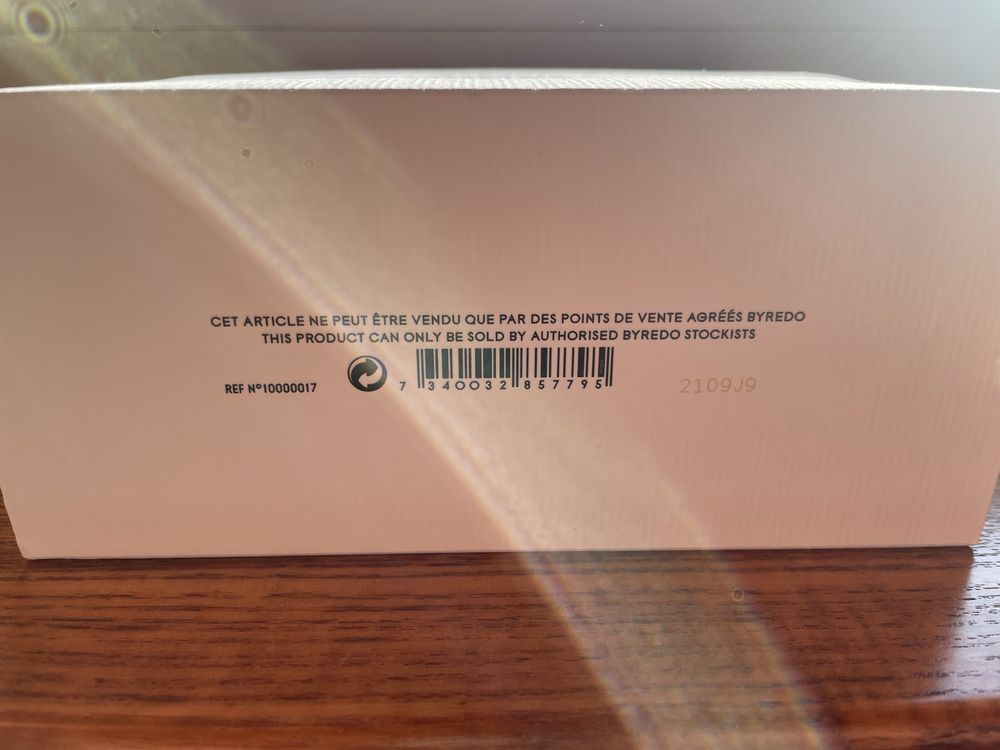 CET ARTICLE NE PEUT ÊTRE VENDU QUE PAR DES POINTS DE VENTE AGRÉÉS BYREDO
THIS PRODUCT CAN ONLY BE SOLD BY AUTHORISED BYREDO STOCKISTS
REF N°10000017
7 340032 857795
2109J9